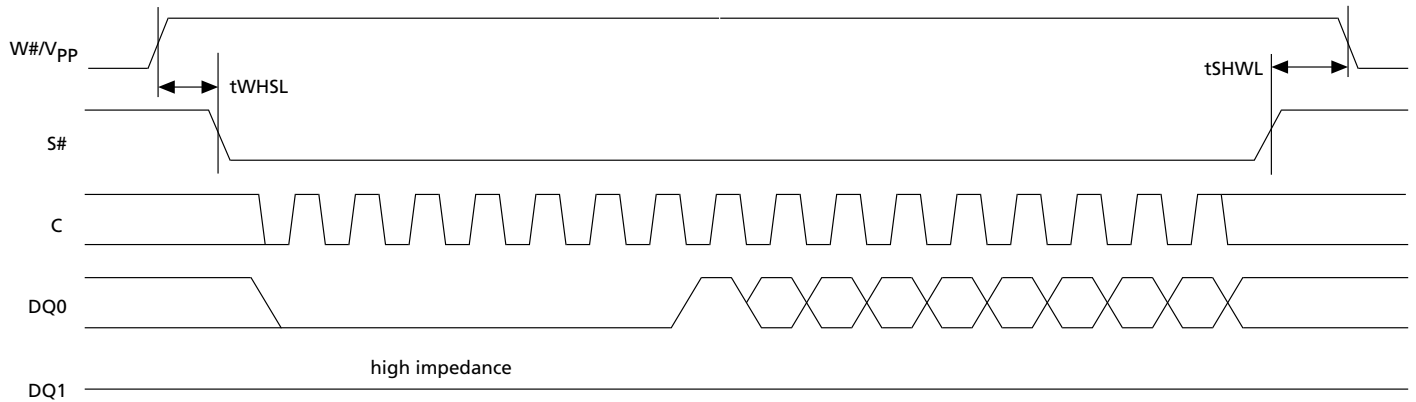 W#/VPP
tWHSL
tSHWL
S#
C
DQ0
high impedance
DQ1